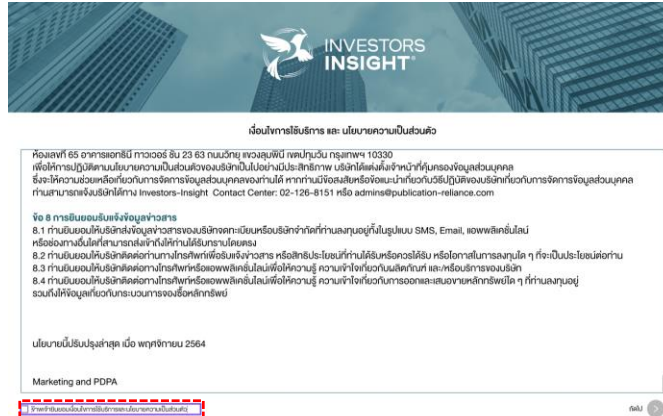 INVESTORS
INSIGHT
เงื่อนไขการใช้บริการ และ นโยบายความเป็นส่วนตัว
ห้องเลขที่ 65 อาคารแอทธินี ทาวเวอร์ ชั้น 23 63 ถนนวิทยุ แขวงลุมพินี เขตปทุมวัน กรุงเทพฯ 10330
เพื่อให้การปฏิบัติตามนโยบายความเป็นส่วนตัวของบริษัทเป็นไปอย่างมีประสิทธิภาพ บริษัทได้แต่งตั้งเจ้าหน้าที่คุ้มครองข้อมูลส่วนบุคคล
ซึ่งจะให้ความช่วยเหลือเกี่ยวกับการจัดการข้อมูลส่วนบุคคลของท่านได้ หากท่านมีข้อสงสัยหรือข้อแนะนำเกี่ยวกับวิธีปฏิบัติของบริษัทเกี่ยวกับการจัดการข้อมูลส่วนบุคคล
ท่านสามารถแจ้งบริษัทได้ทาง Investors-Insight Contact Center: 02-126-8151 หรือ admins@publication-reliance.com
ข้อ 8 การยินยอมรับแจ้งข้อมูลข่าวสาร
8.1 ท่านยินยอมให้บริษัทส่งข้อมูลข่าวสารของบริษัทจดทะเบียนหรือบริษัทจำกัดที่ท่านลงทุนอยู่ทั้งในรูปแบบ SMS, Email, แอพพลิเคชั่นไลน์
หรือช่องทางอื่นใดที่สามารถส่งเข้าถึงให้ท่านได้รับทราบโดยตรง
8.2 ท่านยินยอมให้บริษัทติดต่อท่านทางโทรศัพท์เพื่อรับแจ้งข่าวสาร หรือสิทธิประโยชน์ที่ท่านได้รับหรือควรได้รับ หรือโอกาสในการลงทุนใด ๆ ที่จะเป็นประโยชน์ต่อท่าน
8.3 ท่านยินยอมให้บริษัทติดต่อทางโทรศัพท์หรือแอพพลิเคชั่นไลน์เพื่อให้ความรู้ ความเข้าใจเกี่ยวกับผลิตภัณฑ์ และ/หรือบริการของบริษัท
8.4 ท่านยินยอมให้บริษัทติดต่อทางโทรศัพท์หรือแอพพลิเคชั่นไลน์เพื่อให้ความรู้ ความเข้าใจเกี่ยวกับการออกและเสนอขายหลักทรัพย์ใด ๆ ที่ท่านลงทุนอยู่
รวมถึงให้ข้อมูลเกี่ยวกับกระบวนการจองซื้อหลักทรัพย์
นโยบายนี้ปรับปรุงล่าสุด เมื่อ พฤศจิกายน 2564
Marketing and PDPA
ข้าพเจ้ายินยอมเงื่อนไขการใช้บริการและนโยบายความเป็นส่วนตัว
ถัดไป